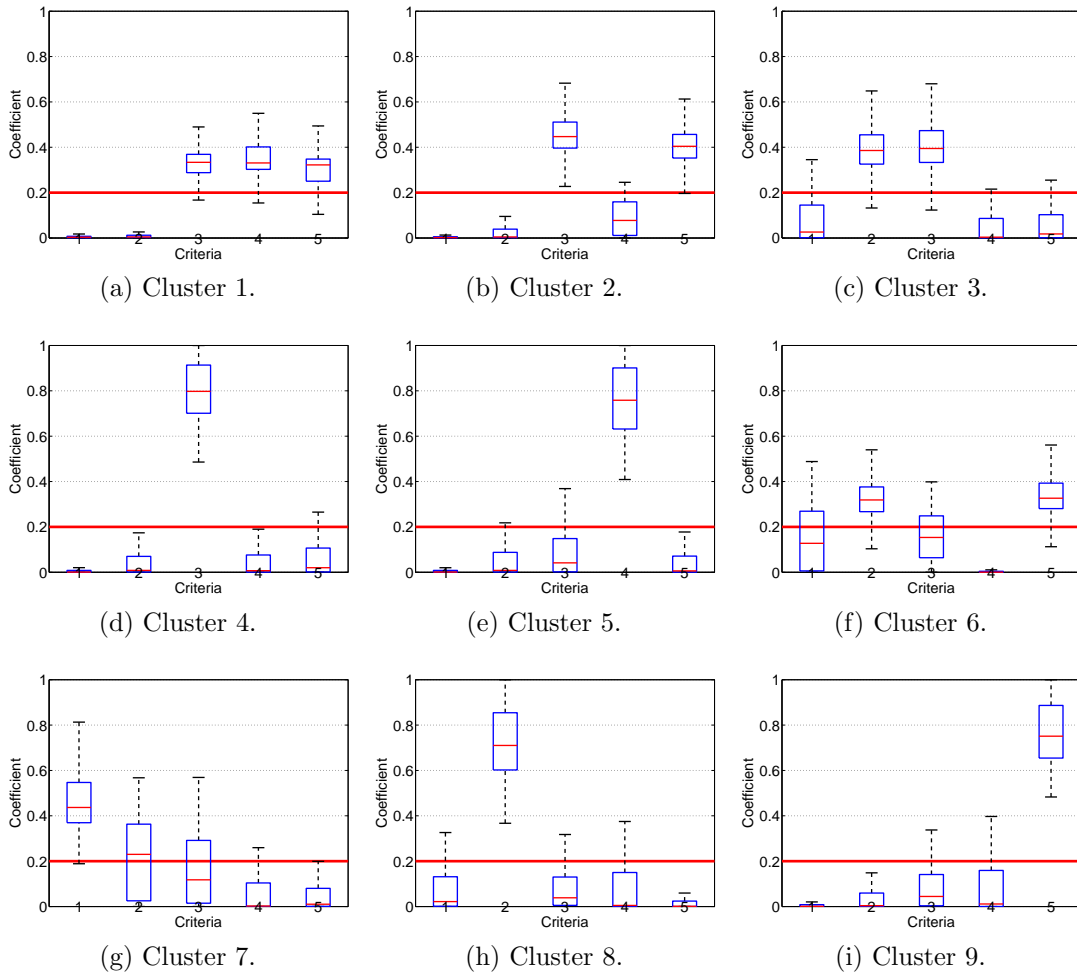 1
0.8
0.6
0.4
0.2
0
Coefficient
1 2 3 4 5
Criteria
(a) Cluster 1.
1
0.8
0.6
0.4
0.2
0
Coefficient
1 2 3 4 5
Criteria
(b) Cluster 2.
1
0.8
0.6
0.4
0.2
0
Coefficient
1 2 3 4 5
Criteria
(c) Cluster 3.
1
0.8
0.6
0.4
0.2
0
Coefficient
1 2 3 4 5
Criteria
(d) Cluster 4.
1
0.8
0.6
0.4
0.2
0
Coefficient
1 2 3 4 5
Criteria
(e) Cluster 5.
1
0.8
0.6
0.4
0.2
0
Coefficient
1 2 3 4 5
Criteria
(f) Cluster 6.
1
0.8
0.6
0.4
0.2
0
Coefficient
1 2 3 4 5
Criteria
(g) Cluster 7.
1
0.8
0.6
0.4
0.2
0
Coefficient
1 2 3 4 5
Criteria
(h) Cluster 8.
1
0.8
0.6
0.4
0.2
0
Coefficient
1 2 3 4 5
Criteria
(i) Cluster 9.